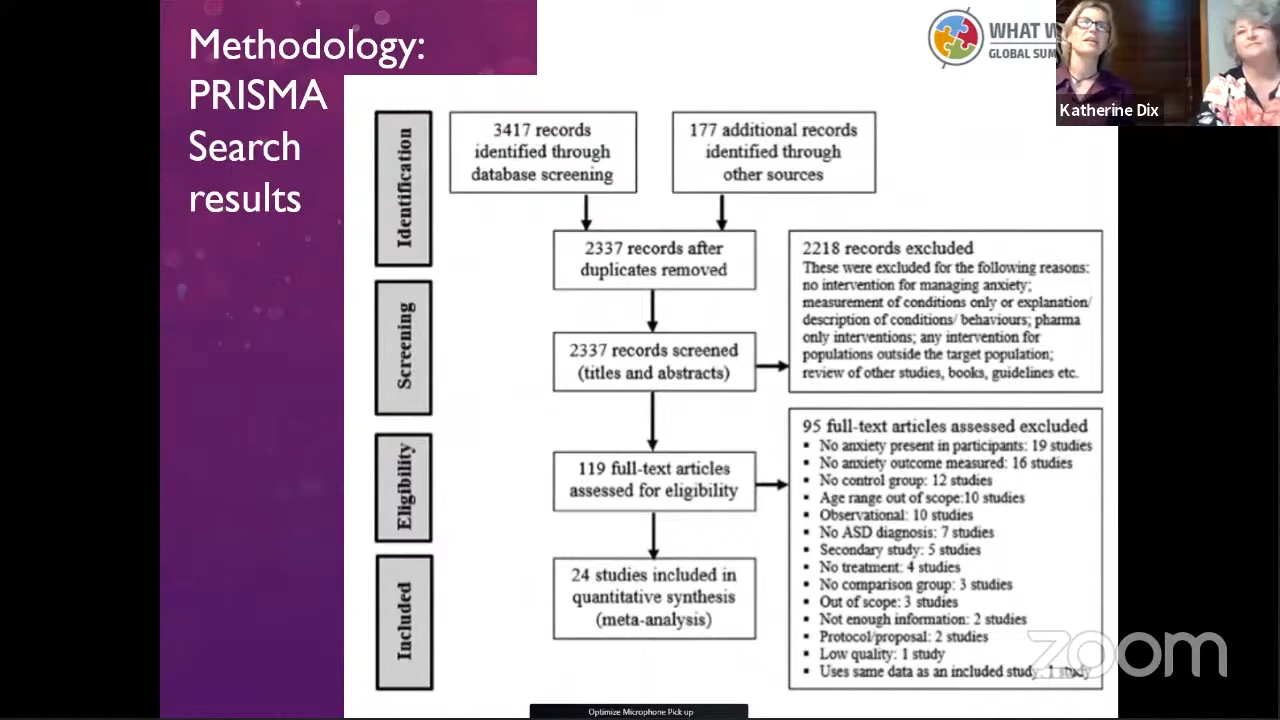 Methodology:
PRISMA
Search
results
WHAT W
GLOBAL SUM
Katherine Dix
Identification
3417 records
identified through
database screening
177 additional records
identified through
other sources
2337 records after
duplicates removed
Screening
2337 records screened
(titles and abstracts)
2218 records excluded
These were excluded for the following reasons:
no intervention for managing anxiety;
measurement of conditions only or explanation/
description of conditions/ behaviours; pharma
only interventions; any intervention for
populations outside the target population;
review of other studies, books, guidelines etc.
Eligibility
119 full-text articles
assessed for eligibility
95 full-text articles assessed excluded
▪ No anxiety present in participants: 19 studies
▪ No anxiety outcome measured: 16 studies
▪ No control group: 12 studies
▪ Age range out of scope:10 studies
▪ Observational: 10 studies
▪ No ASD diagnosis: 7 studies
▪ Secondary study: 5 studies
▪ No treatment: 4 studies
▪ No comparison group: 3 studies
▪ Out of scope: 3 studies
▪ Not enough information: 2 studies
▪ Protocol/proposal: 2 studies
▪ Low quality: 1 study
▪ Uses same data as an included study: 1 study
Included
24 studies included in
quantitative synthesis
(meta-analysis)
zoom
Optimize Microphone Pick up